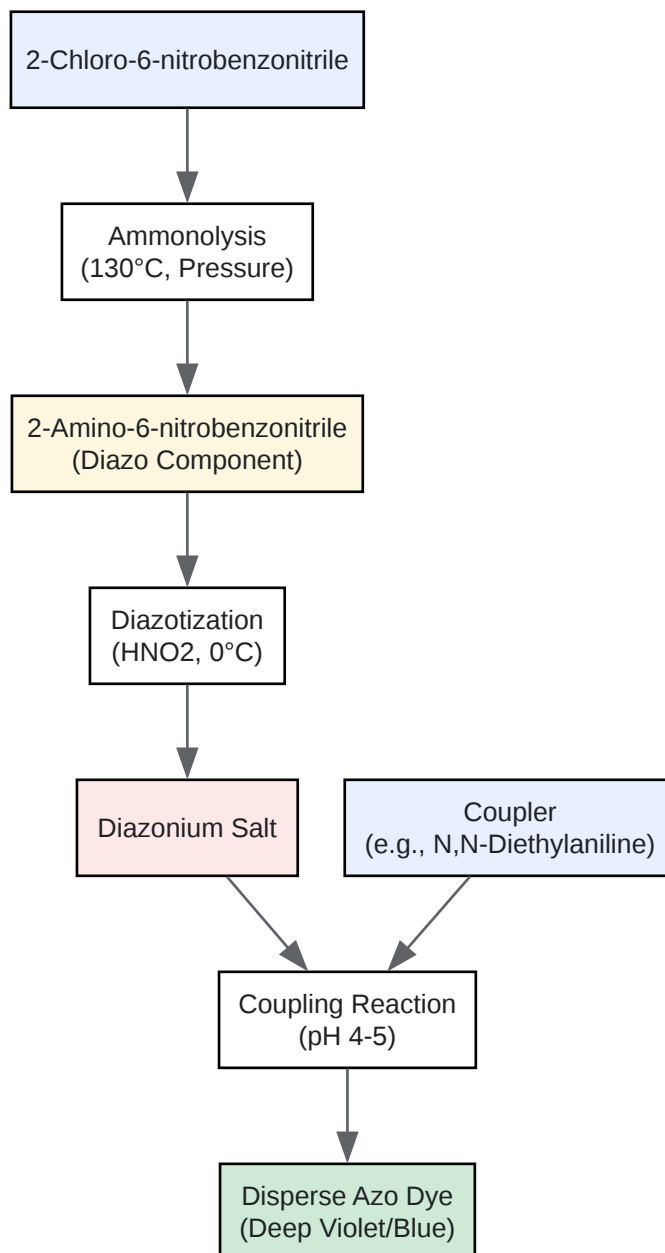 2-Chloro-6-nitrobenzonitrile
Ammonolysis
(130°C, Pressure)
2-Amino-6-nitrobenzonitrile
(Diazo Component)
Diazotization
(HNO2, 0°C)
Diazonium Salt
Coupler
(e.g., N,N-Diethylaniline)
Coupling Reaction
(pH 4-5)
Disperse Azo Dye
(Deep Violet/Blue)